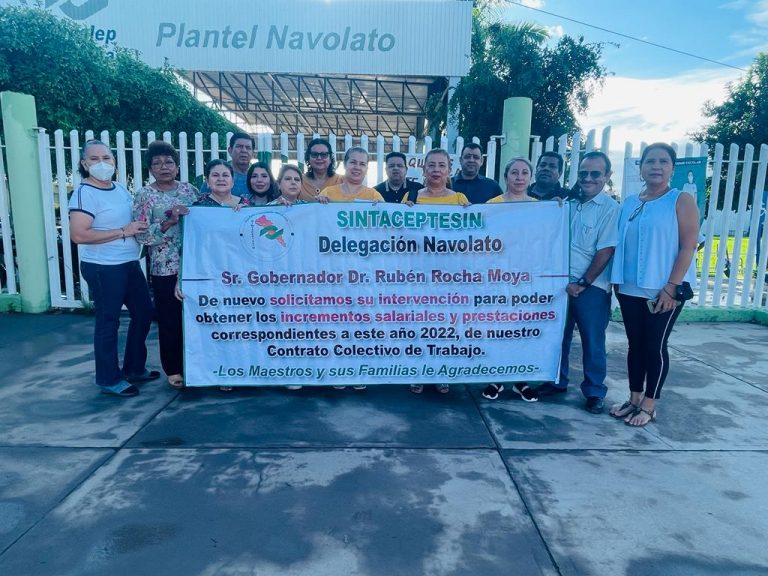 lep
Plantel Navolato
SINTACEPTESIN
Delegación Navolato
Sr. Gobernador Dr. Rubén Rocha Moya
De nuevo solicitamos su intervención para poder
obtener los incrementos salariales y prestaciones
correspondientes a este año 2022, de nuestro
Contrato Colectivo de Trabajo.
-Los Maestros y sus Familias le Agradecemos-